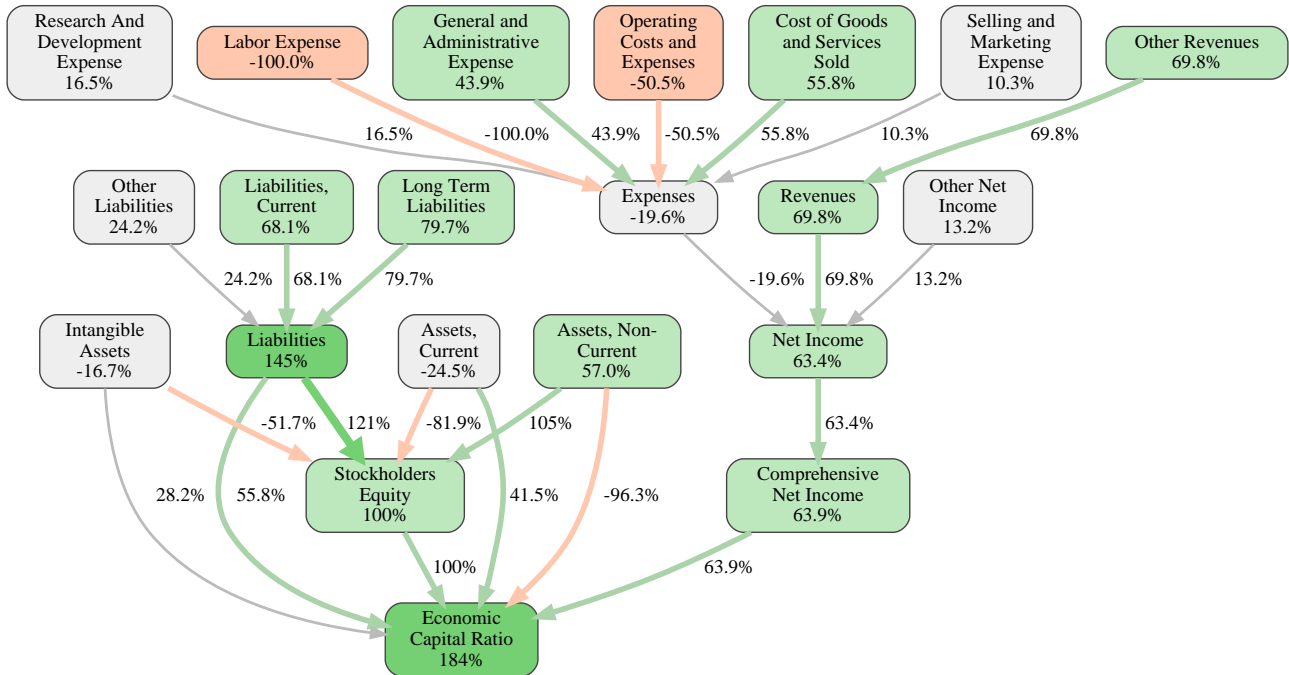 Research And
Development
Expense
16.5%
Labor Expense
-100.0%
General and
Administrative
Expense
43.9%
Operating
Costs and
Expenses
-50.5%
Cost of Goods
and Services
Sold
55.8%
Selling and
Marketing
Expense
10.3%
Other Revenues
69.8%
16.5%
-100.0%
43.9%
-50.5%
55.8%
10.3%
69.8%
Other
Liabilities
24.2%
Liabilities,
Current
68.1%
Long Term
Liabilities
79.7%
Expenses
-19.6%
Revenues
69.8%
Other Net
Income
13.2%
24.2%
68.1%
79.7%
-19.6%
69.8%
13.2%
Intangible
Assets
-16.7%
Liabilities
145%
Assets,
Current
-24.5%
Assets, Non-
Current
57.0%
Net Income
63.4%
-51.7%
121%
-81.9%
105%
63.4%
Stockholders
Equity
100%
Comprehensive
Net Income
63.9%
28.2%
55.8%
41.5%
-96.3%
100%
63.9%
Economic
Capital Ratio
184%